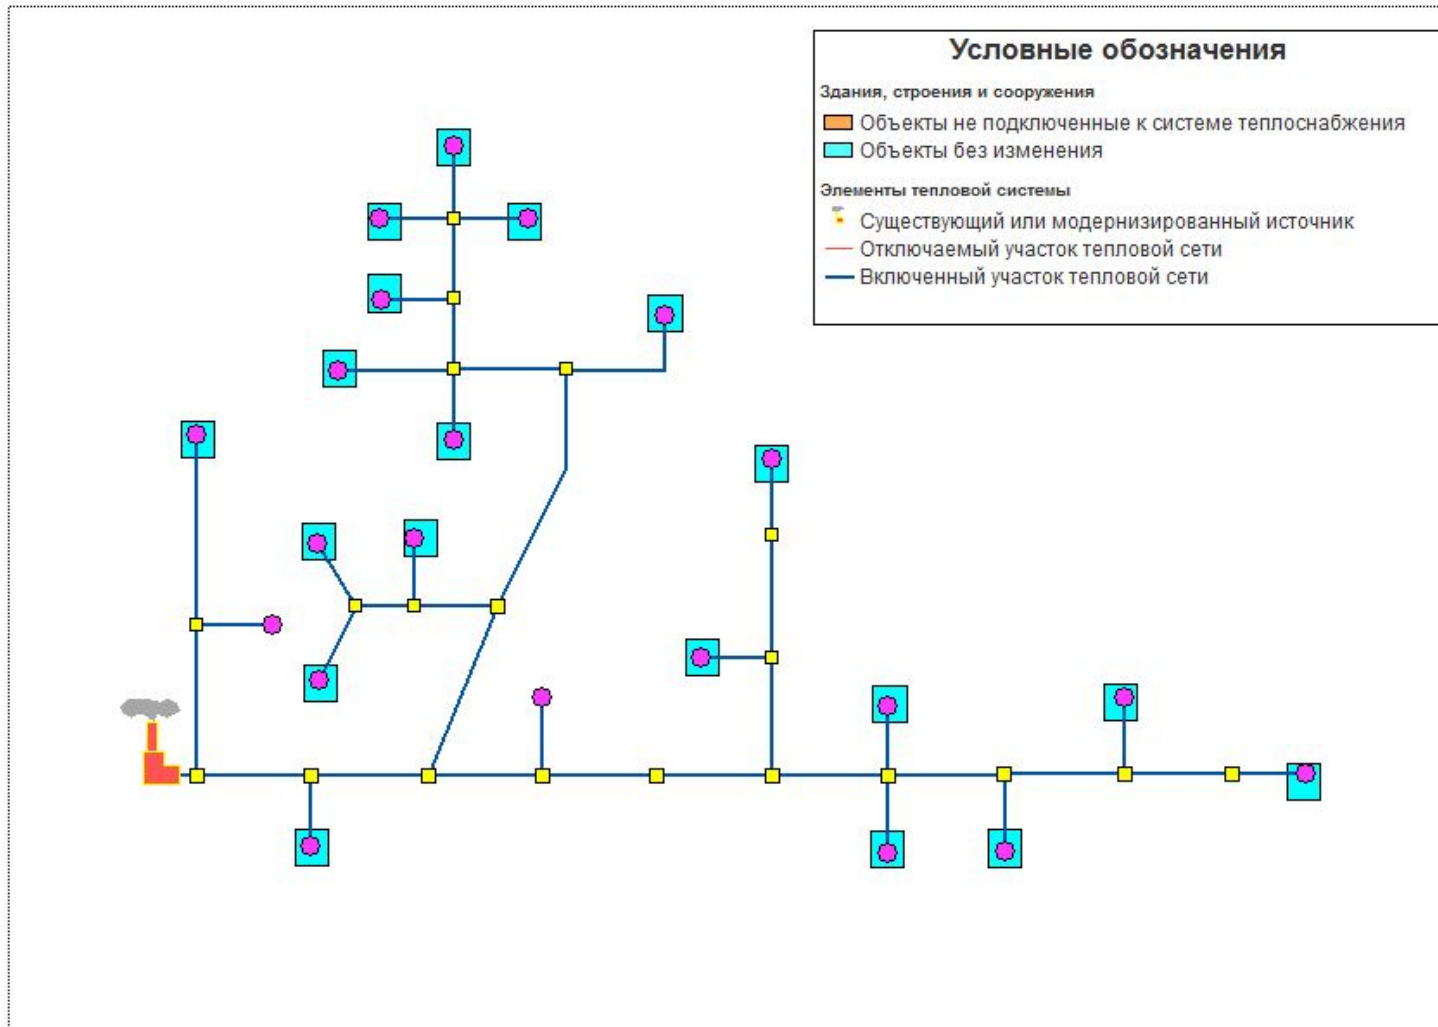 Условные обозначения
Здания, строения и сооружения
Объекты не подключенные к системе теплоснабжения
Объекты без изменения
Элементы тепловой системы
Существующий или модернизированный источник
Отключаемый участок тепловой сети
Включенный участок тепловой сети